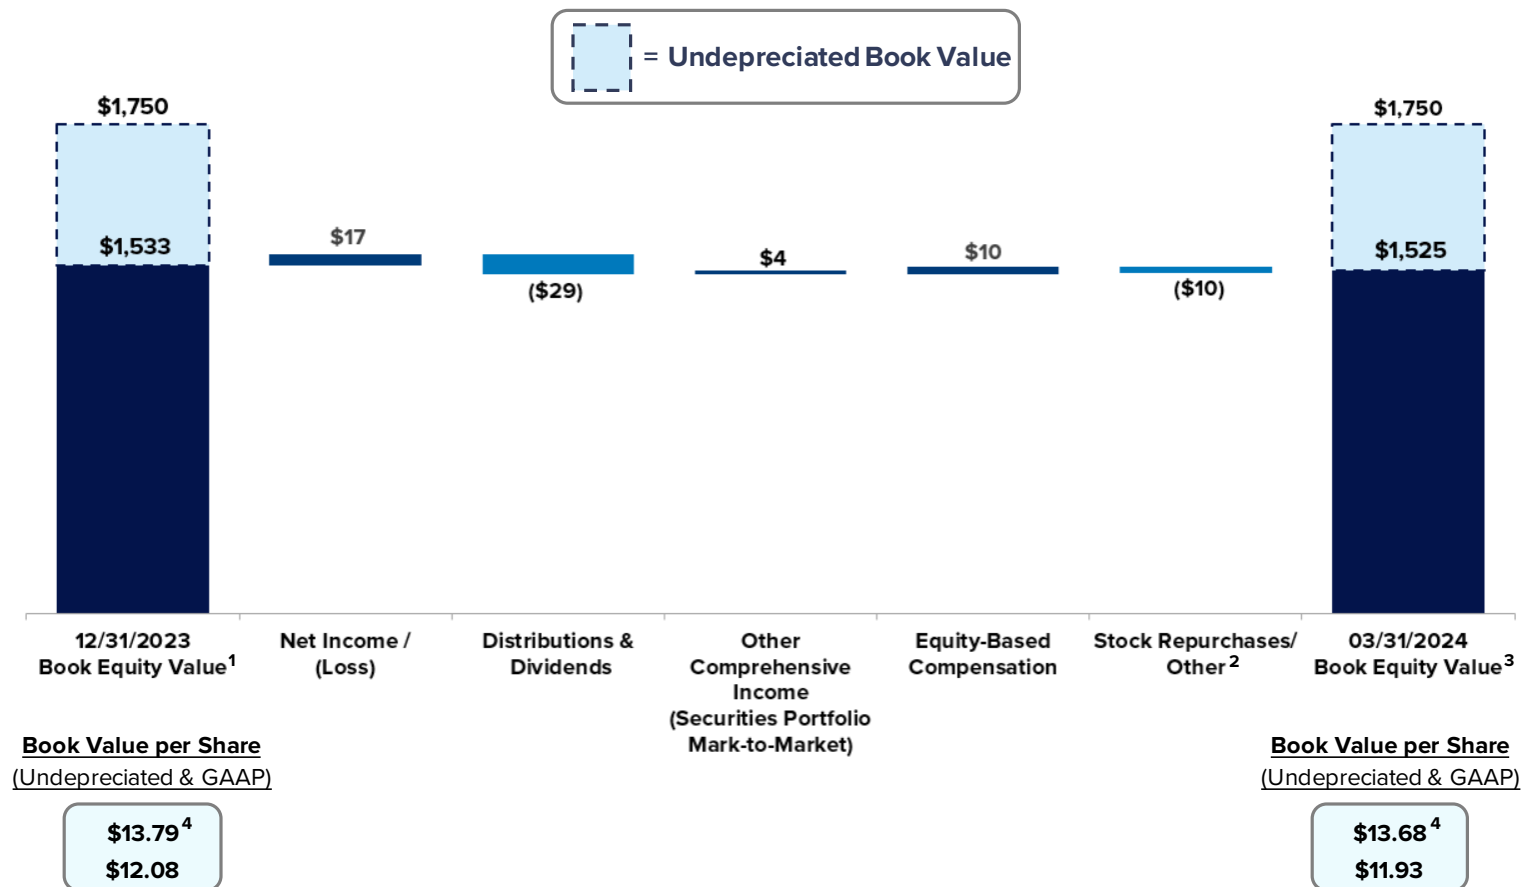 = Undepreciated Book Value
$1,750
$1,533
$17
($29)
$4
$10
($10)
$1,750
$1,525
12/31/2023
Book Equity Value1
Net Income /
(Loss)
Distributions &
Dividends
Other
Comprehensive
Income
(Securities Portfolio
Mark-to-Market)
Equity-Based
Compensation
Stock Repurchases/
Other2
03/31/2024
Book Equity Value3
Book Value per Share
(Undepreciated & GAAP)
$13.794
$12.08
Book Value per Share
(Undepreciated & GAAP)
$13.684
$11.93